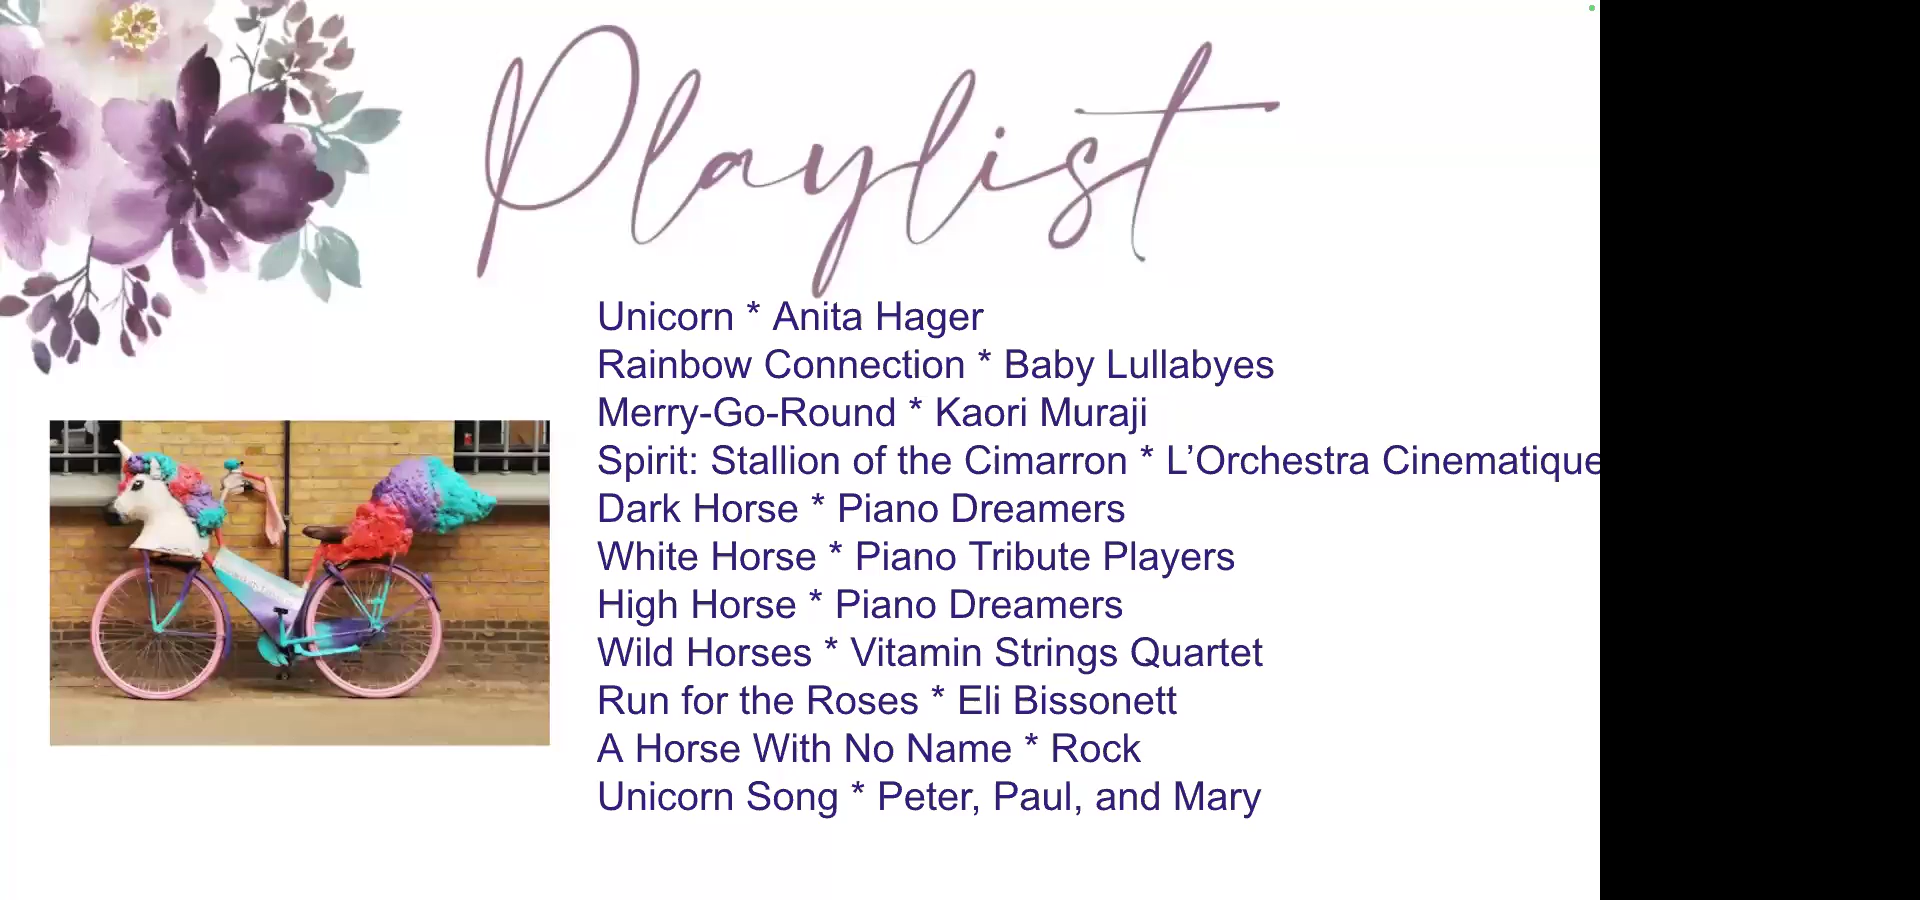 Playlist
Unicorn * Anita Hager
Rainbow Connection * Baby Lullabyes
Merry-Go-Round * Kaori Muraji
Spirit: Stallion of the Cimarron * L’Orchestra Cinematique
Dark Horse * Piano Dreamers
White Horse * Piano Tribute Players
High Horse * Piano Dreamers
Wild Horses * Vitamin Strings Quartet
Run for the Roses * Eli Bissonett
A Horse With No Name * Rock
Unicorn Song * Peter, Paul, and Mary